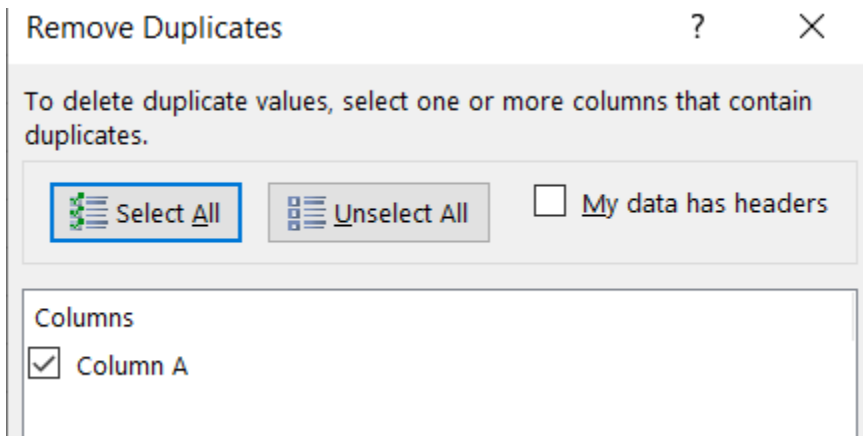 Remove Duplicates ?
To delete duplicate values, select one or more columns that contain
duplicates.
Select All Unselect All My data has headers
Columns
Column A